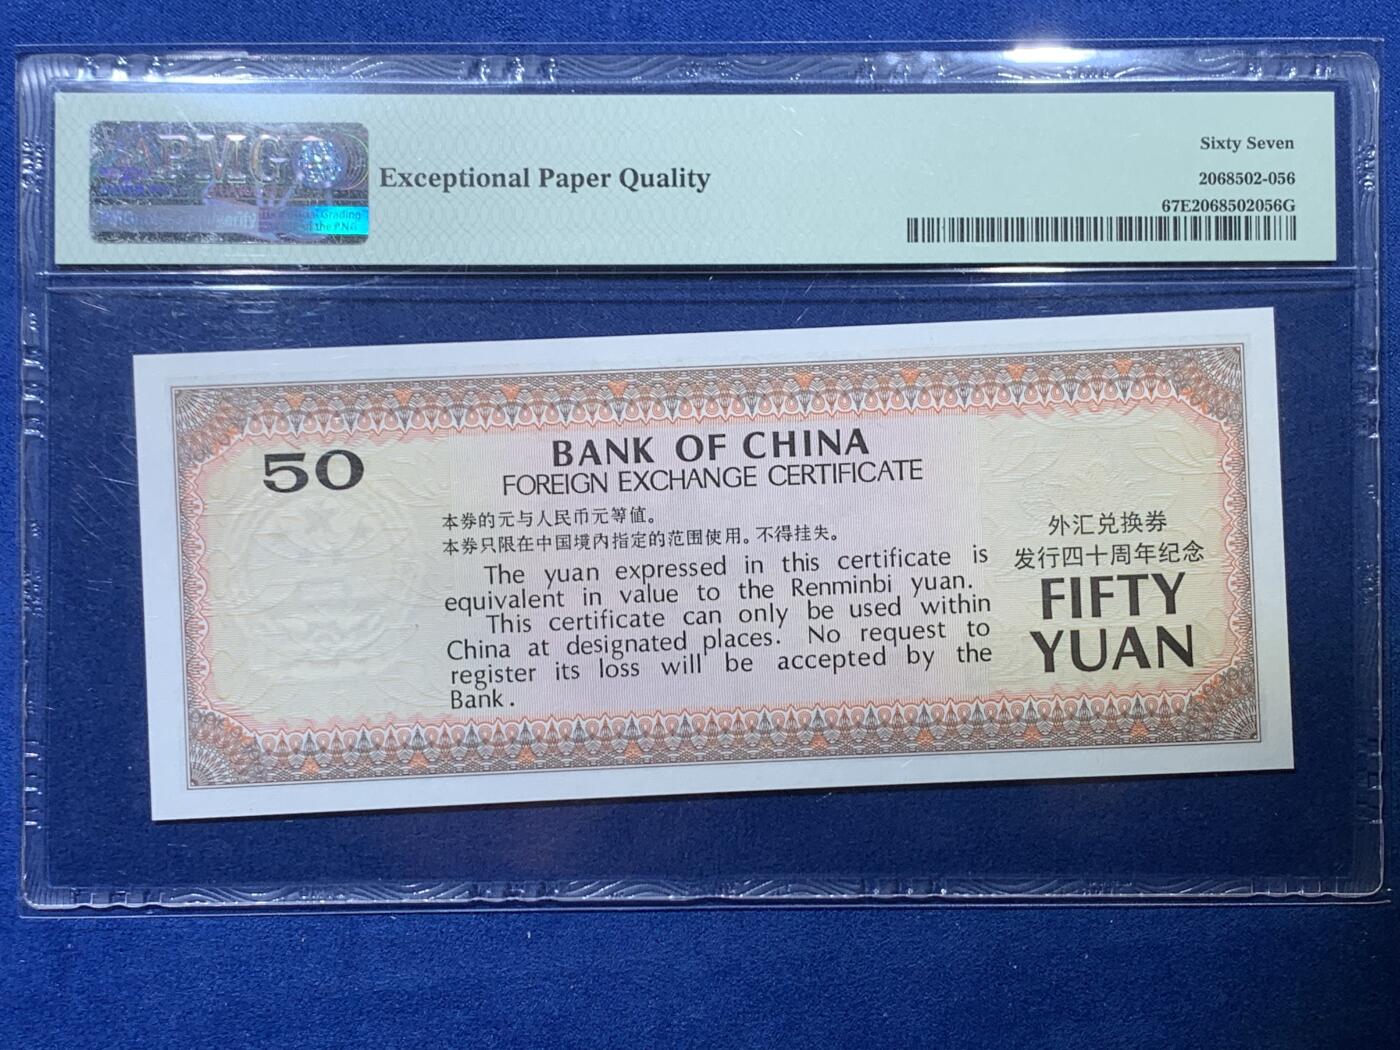 PMG
Exceptional Paper Quality
Sixty Seven
2068502-056
67E2068502056G
50
BANK OF CHINA
FOREIGN EXCHANGE CERTIFICATE
本券的元与人民币元等值。
本券只限在中国境内指定的范围使用。不得挂失。
The yuan expressed in this certificate is
equivalent in value to the Renminbi yuan.
This certificate can only be used within
China at designated places. No request to
register its loss will be accepted by the
Bank.
外汇兑换券
发行四十周年纪念
FIFTY
YUAN